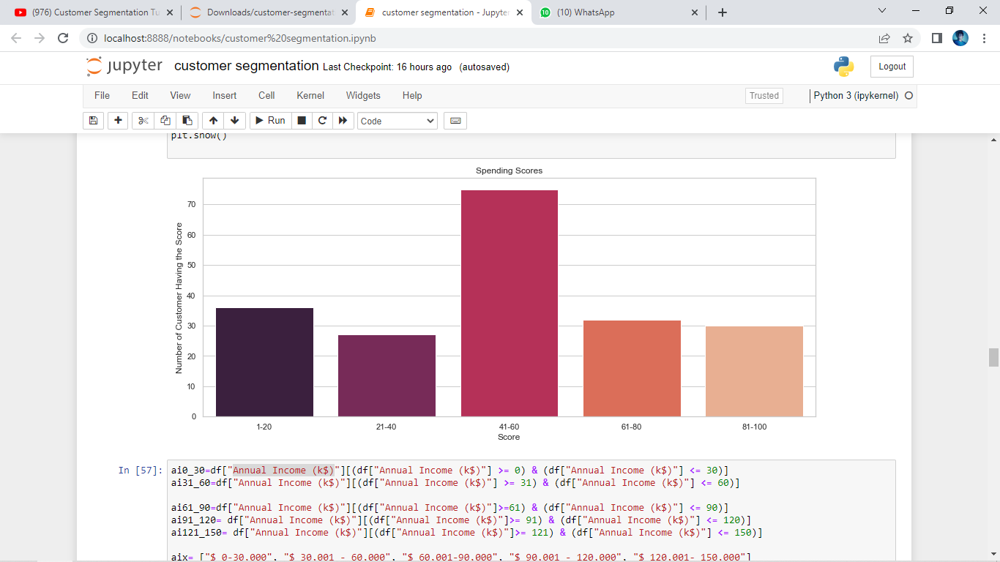 (976) Customer Segmentation Tu
Downloads/customer-segmentat
customer segmentation - Jupyter
10 (10) WhatsApp
localhost:8888/notebooks/customer%20segmentation.ipynb
jupyter customer segmentation Last Checkpoint: 16 hours ago (autosaved)
Logout
File Edit View Insert Cell Kernel Widgets Help
Trusted
Python 3 (ipykernel)
Run
Code
plt.show()
Spending Scores
Number of Customer Having the Score
70
60
50
40
30
20
10
0
1-20 21-40 41-60 61-80 81-100
Score
In [57]: ai0_30=df["Annual Income (k$)"][(df["Annual Income (k$)"] >= 0) & (df["Annual Income (k$)"] <= 30)]
ai31_60=df["Annual Income (k$)"][(df["Annual Income (k$)"] >= 31) & (df["Annual Income (k$)"] <= 60)]
ai61_90=df["Annual Income (k$)"][(df["Annual Income (k$)"]>=61) & (df["Annual Income (k$)"] <= 90)]
ai91_120= df["Annual Income (k$)"][(df["Annual Income (k$)"]>= 91) & (df["Annual Income (k$)"] <= 120)]
ai121_150= df["Annual Income (k$)"][(df["Annual Income (k$)"]>= 121) & (df["Annual Income (k$)"] <= 150)]
aix= ["$ 0-30,000", "$ 30,001 - 60,000", "$ 60,001-90,000", "$ 90,001 - 120,000", "$ 120,001- 150,000"]